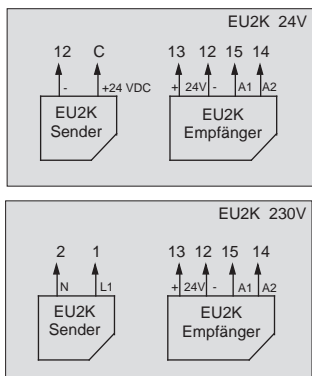 EU2K 24V
12 C 13 12 15 14
- +24 VDC + 24V - A1 A2
EU2K EU2K
Sender Empfänger
EU2K 230V
2 1 13 12 15 14
N L1 + 24V - A1 A2
EU2K EU2K
Sender Empfänger